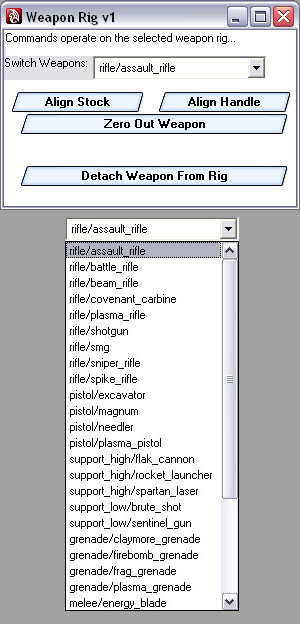 Weapon Rig v1
Commands operate on the selected weapon rig...
Switch Weapons: rifle/assault_rifle
Align Stock Align Handle
Zero Out Weapon
Detach Weapon From Rig
rifle/assault_rifle
rifle/assault_rifle
rifle/battle_rifle
rifle/beam_rifle
rifle/covenant_carbine
rifle/plasma_rifle
rifle/shotgun
rifle/smg
rifle/sniper_rifle
rifle/spike_rifle
pistol/excavator
pistol/magnum
pistol/needler
pistol/plasma_pistol
support_high/flak_cannon
support_high/rocket_launcher
support_high/spartan_laser
support_low/brute_shot
support_low/sentinel_gun
grenade/claymore_grenade
grenade/firebomb_grenade
grenade/frag_grenade
grenade/plasma_grenade
melee/energy_blade